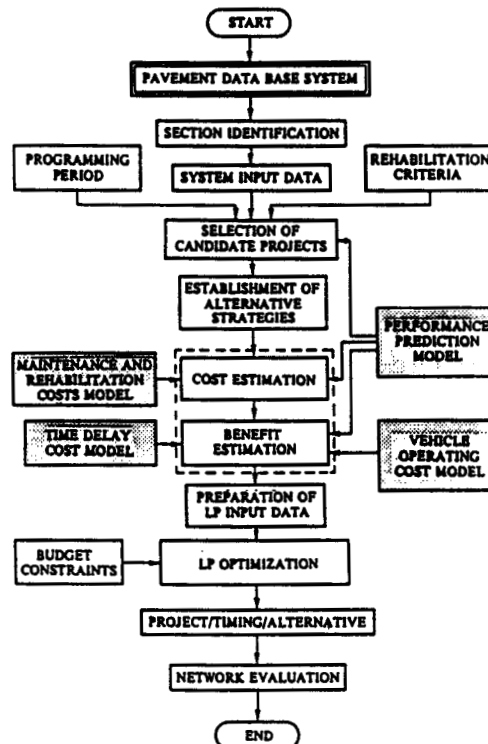 START
PAVEMENT DATA BASE SYSTEM
SECTION IDENTIFICATION
PROGRAMMING
PERIOD
SYSTEM INPUT DATA
REHABILITATION
CRITERIA
SELECTION OF
CANDIDATE PROJECTS
ESTABLISHMENT OF
ALTERNATIVE
STRATEGIES
PERFORMANCE
PREDICTION
MODEL
MAINTENANCE AND
REHABILITATION
COSTS MODEL
COST ESTIMATION
TIME DELAY
COST MODEL
BENEFIT
ESTIMATION
VEHICLE
OPERATING
COST MODEL
PREPARATION OF
LP INPUT DATA
BUDGET
CONSTRAINTS
LP OPTIMIZATION
PROJECT/TIMING/ALTERNATIVE
NETWORK EVALUATION
END